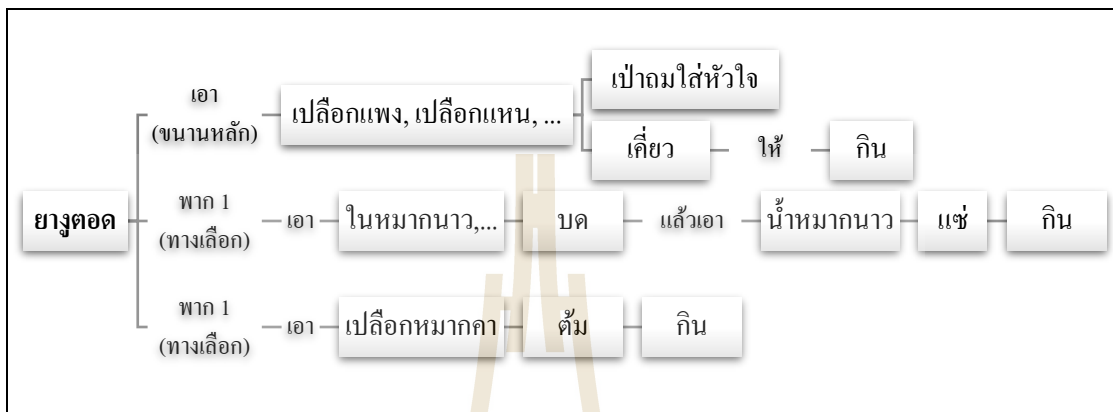 เอา
(ขนานหลัก)
เปลือกแพง, เปลือกแหน, ...
เป่าถมใส่หัวใจ
เคี่ยว
ให้
กิน
ยางูตอด
พาก 1
(ทางเลือก)
เอา
ในหมากนาว,...
บด
แล้วเอา
น้ำหมากนาว
แซ่
กิน
พาก 1
(ทางเลือก)
เอา
เปลือกหมากคา
ต้ม
กิน